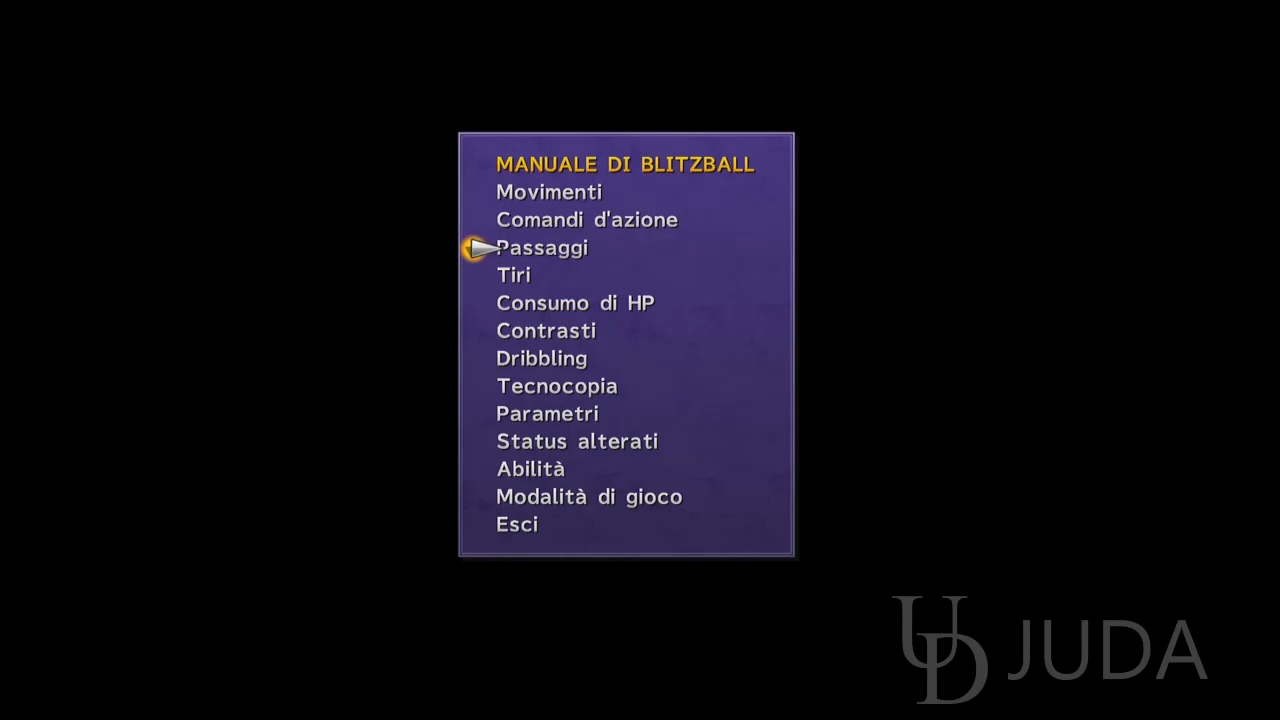 MANUALE DI BLITZBALL
Movimenti
Comandi d'azione
Passaggi
Tiri
Consumo di HP
Contrasti
Dribbling
Tecnocopia
Parametri
Status alterati
Abilità
Modalità di gioco
Esci
UD JUDA